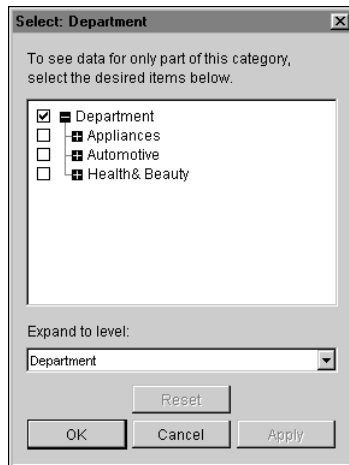 Select: Department
To see data for only part of this category,
select the desired items below.
Department
Appliances
Automotive
Health& Beauty
Expand to level:
Department
Reset
OK Cancel Apply